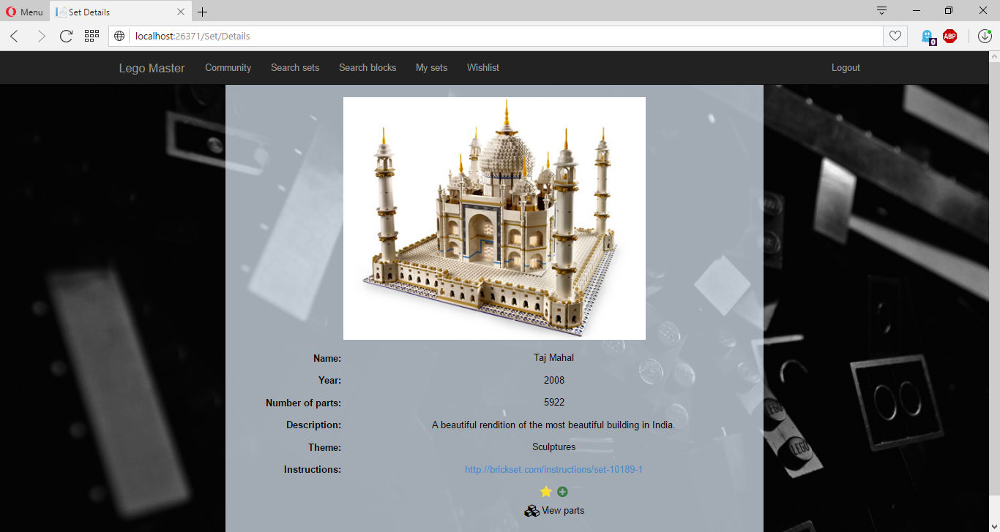 Menu
Set Details
localhost:26371/Set/Details
0
ABP
Lego Master Community Search sets Search blocks My sets Wishlist Logout
Name: Taj Mahal
Year: 2008
Number of parts: 5922
Description: A beautiful rendition of the most beautiful building in India.
Theme: Sculptures
Instructions: http://brickset.com/instructions/set-10189-1
View parts
LEGO
LEGO